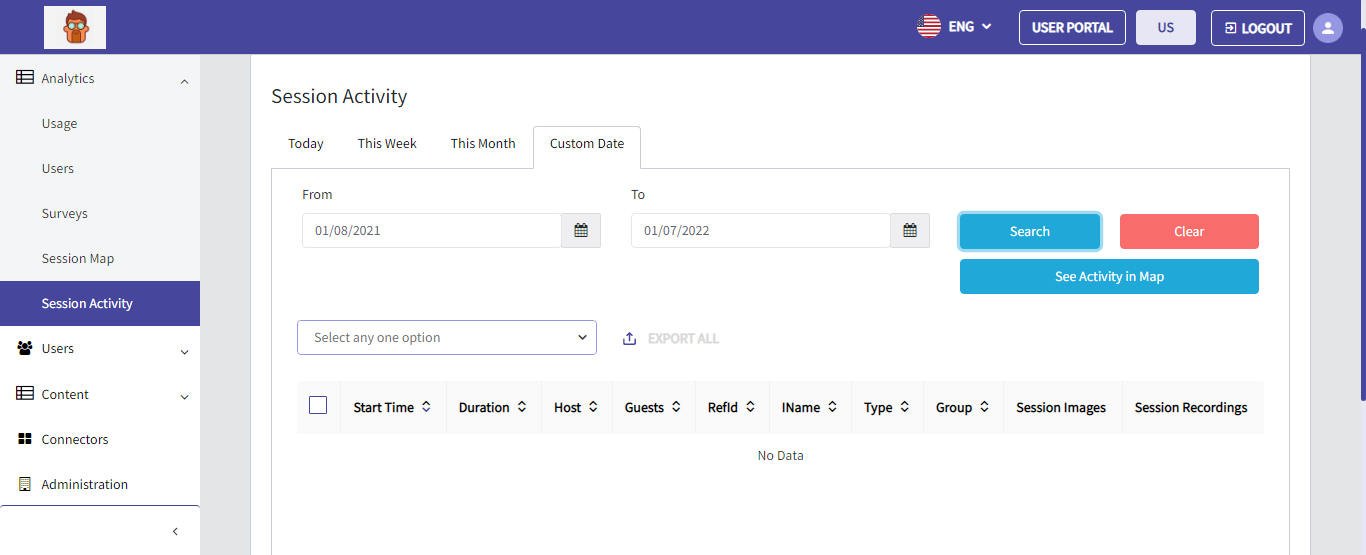 ENG
USER PORTAL
US
LOGOUT
Analytics
Usage
Users
Surveys
Session Map
Session Activity
Users
Content
Connectors
Administration
Session Activity
Today This Week This Month Custom Date
From To
01/08/2021 01/07/2022 Search Clear
See Activity in Map
Select any one option EXPORT ALL
Start Time Duration Host Guests RefId IName Type Group Session Images Session Recordings
No Data